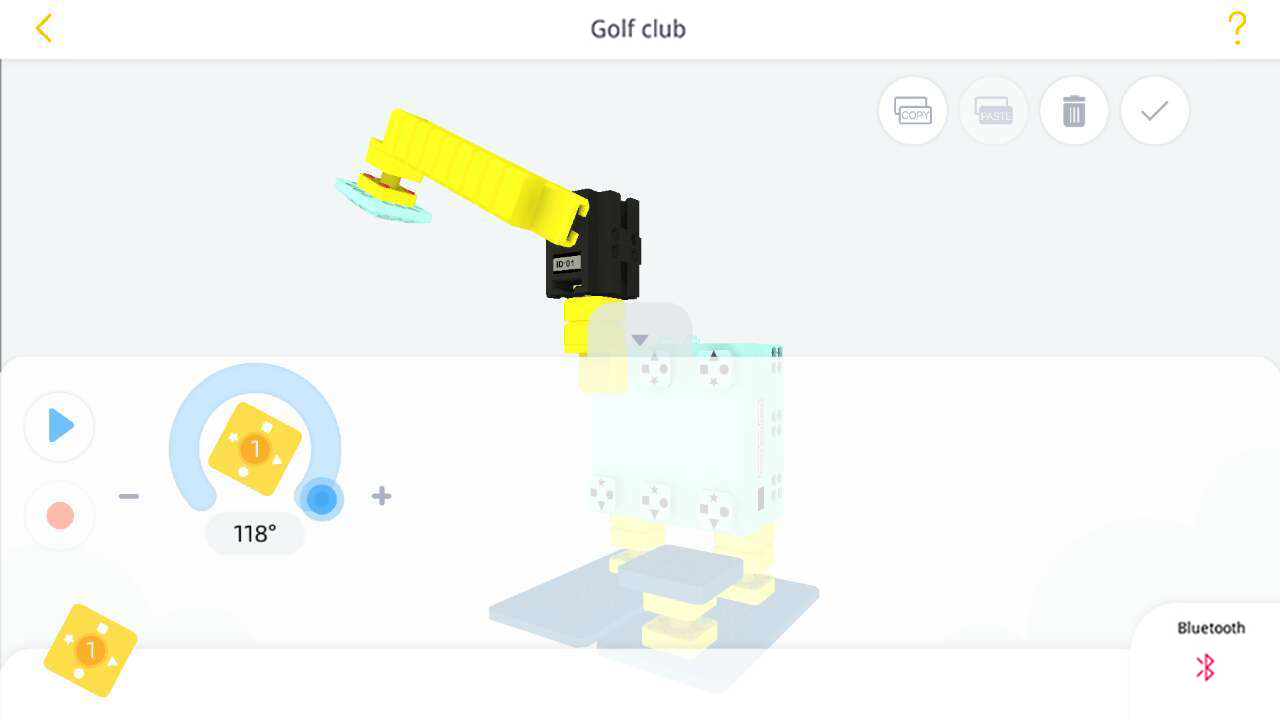 Golf club
?
COPY
PASTE
ID-01
1
118°
1
Bluetooth